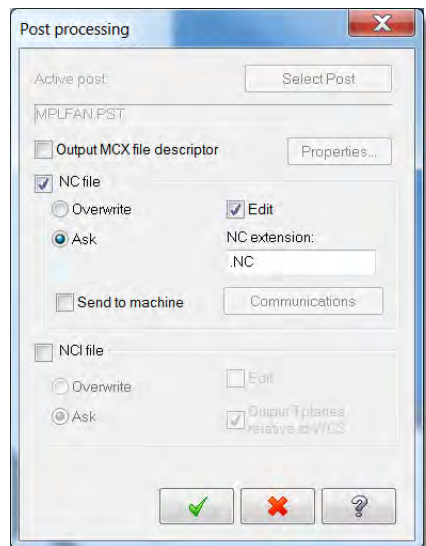 Post processing
Active post:
Select Post
MPLFAN.PST
Output MCX file descriptor
Properties...
NC file
Overwrite
Edit
Ask
NC extension:
.NC
Send to machine
Communications
NCI file
Overwrite
Edit
Ask
Output Tplanes
relative to WCS